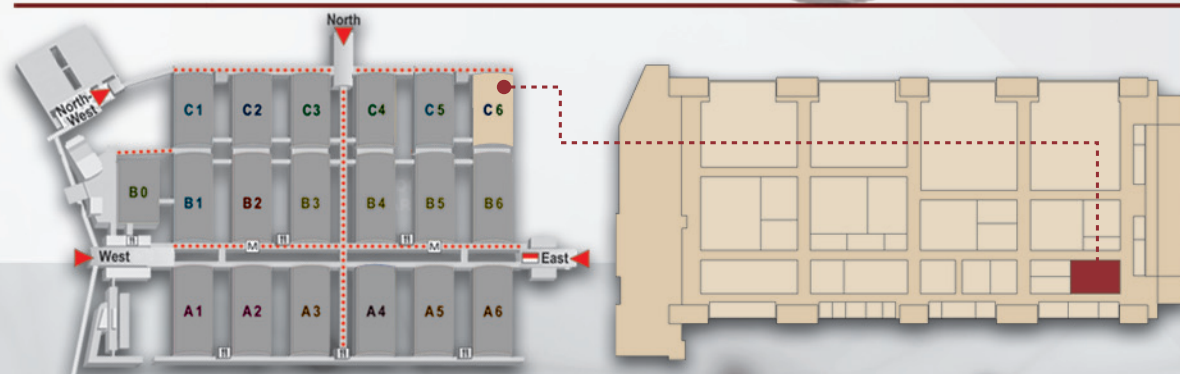 North
North-
West
C1 C2 C3 C4 C5 C6
B0 B1 B2 B3 B4 B5 B6
M M
West
East
A1 A2 A3 A4 A5 A6